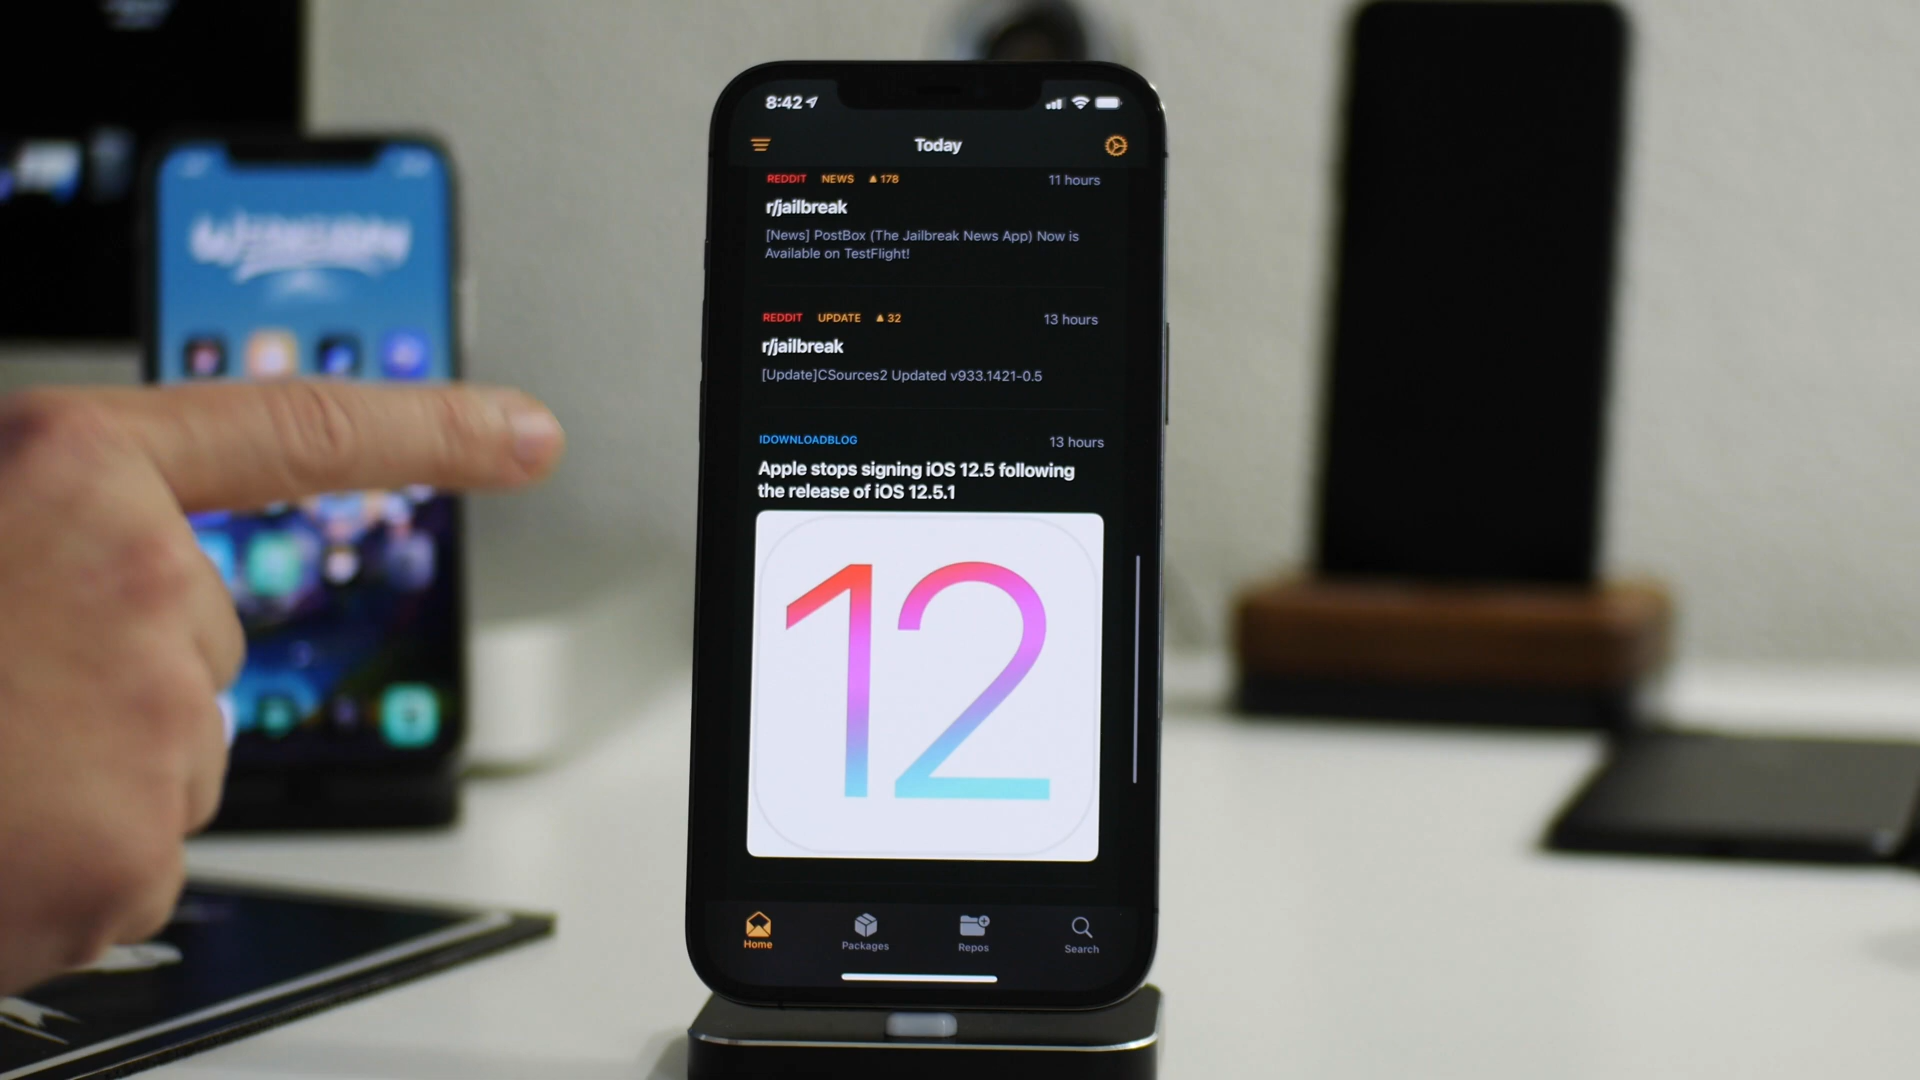 8:42
Today
REDDIT NEWS ▲ 178 11 hours
r/jailbreak
[News] PostBox (The Jailbreak News App) Now is
Available on TestFlight!
REDDIT UPDATE ▲ 32 13 hours
r/jailbreak
[Update]CSources2 Updated v933.1421-0.5
IDOWNLOADBLOG 13 hours
Apple stops signing iOS 12.5 following
the release of iOS 12.5.1
12
Home Packages Repos Search